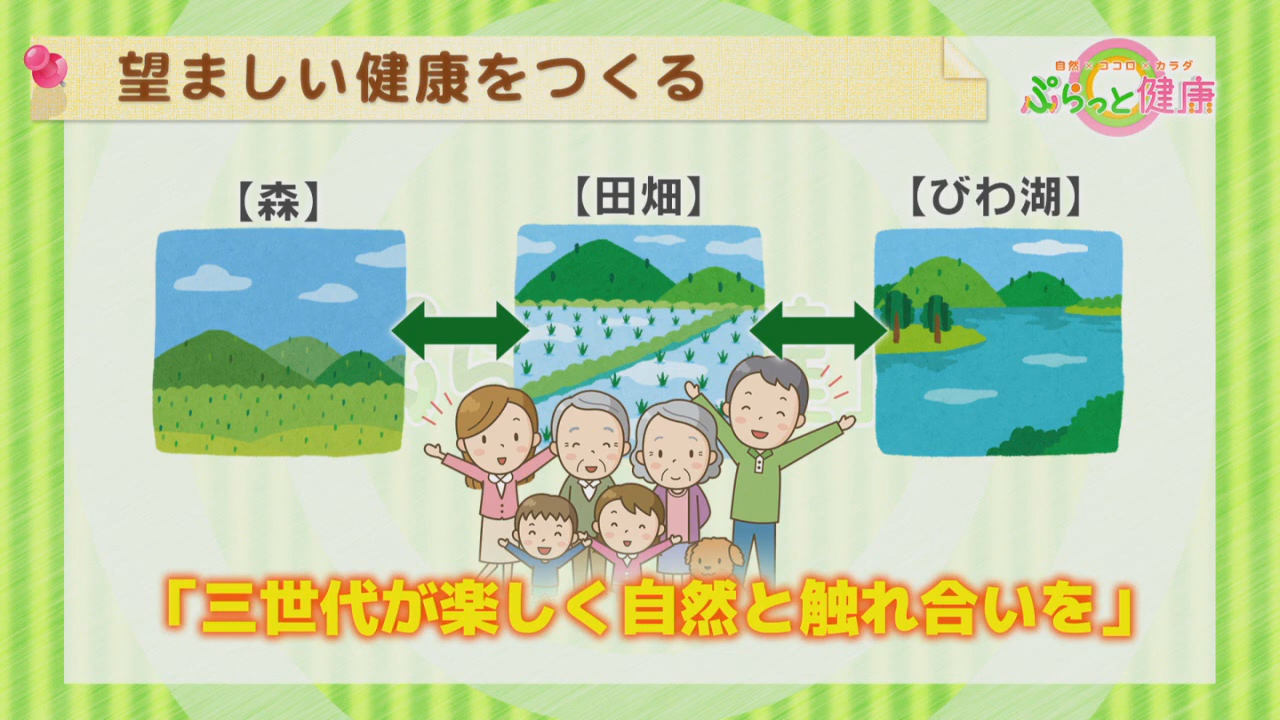 望ましい健康をつくる
自然×ココロ×カラダ
ぷらっと健康
【森】
【田畑】
【びわ湖】
「三世代が楽しく自然と触れ合いを」